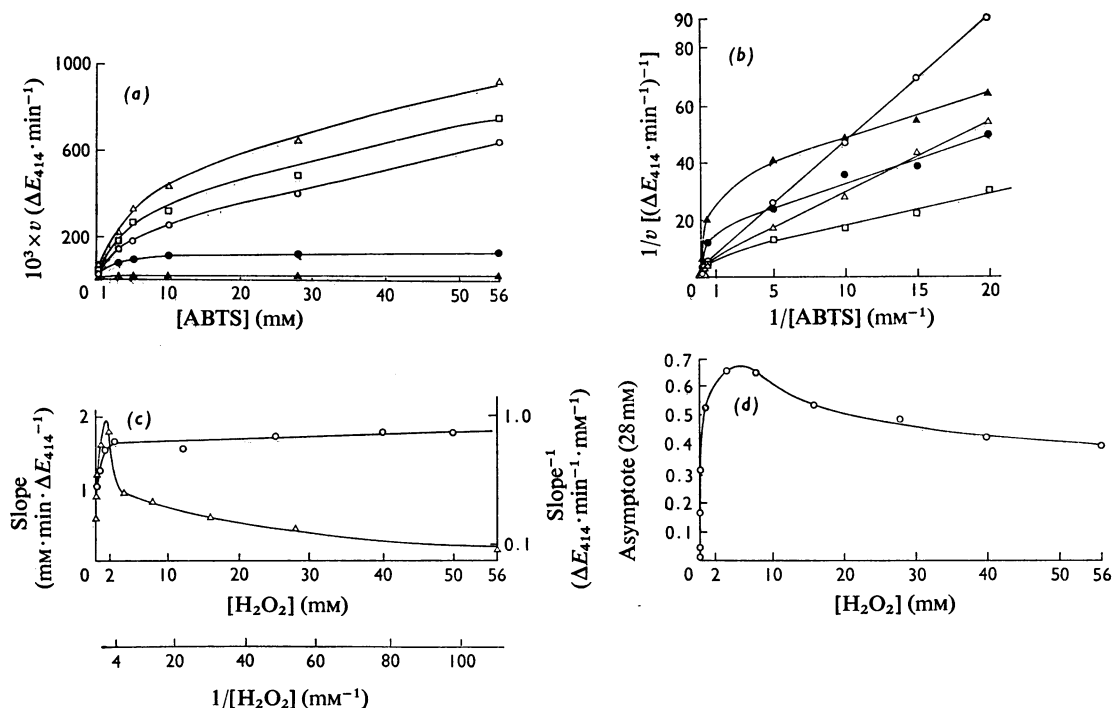 (a)
1000
600
200
10³ × v (ΔE₄₁₄·min⁻¹)
0 1 10 20 30 40 50 56
[ABTS] (mM)
(b)
90
80
60
40
20
1/v [(ΔE₄₁₄·min⁻¹)⁻¹]
0 1 5 10 15 20
1/[ABTS] (mM⁻¹)
(c)
2
1
Slope
(mM·min·ΔE₄₁₄⁻¹)
1.0
0.1
Slope⁻¹
(ΔE₄₁₄·min⁻¹·mM⁻¹)
0 2 10 20 30 40 50 56
[H₂O₂] (mM)
4 20 40 60 80 100
1/[H₂O₂] (mM⁻¹)
(d)
0.7
0.6
0.5
0.4
0.3
0.2
0.1
Asymptote (28 mM)
0 2 10 20 30 40 50 56
[H₂O₂] (mM)